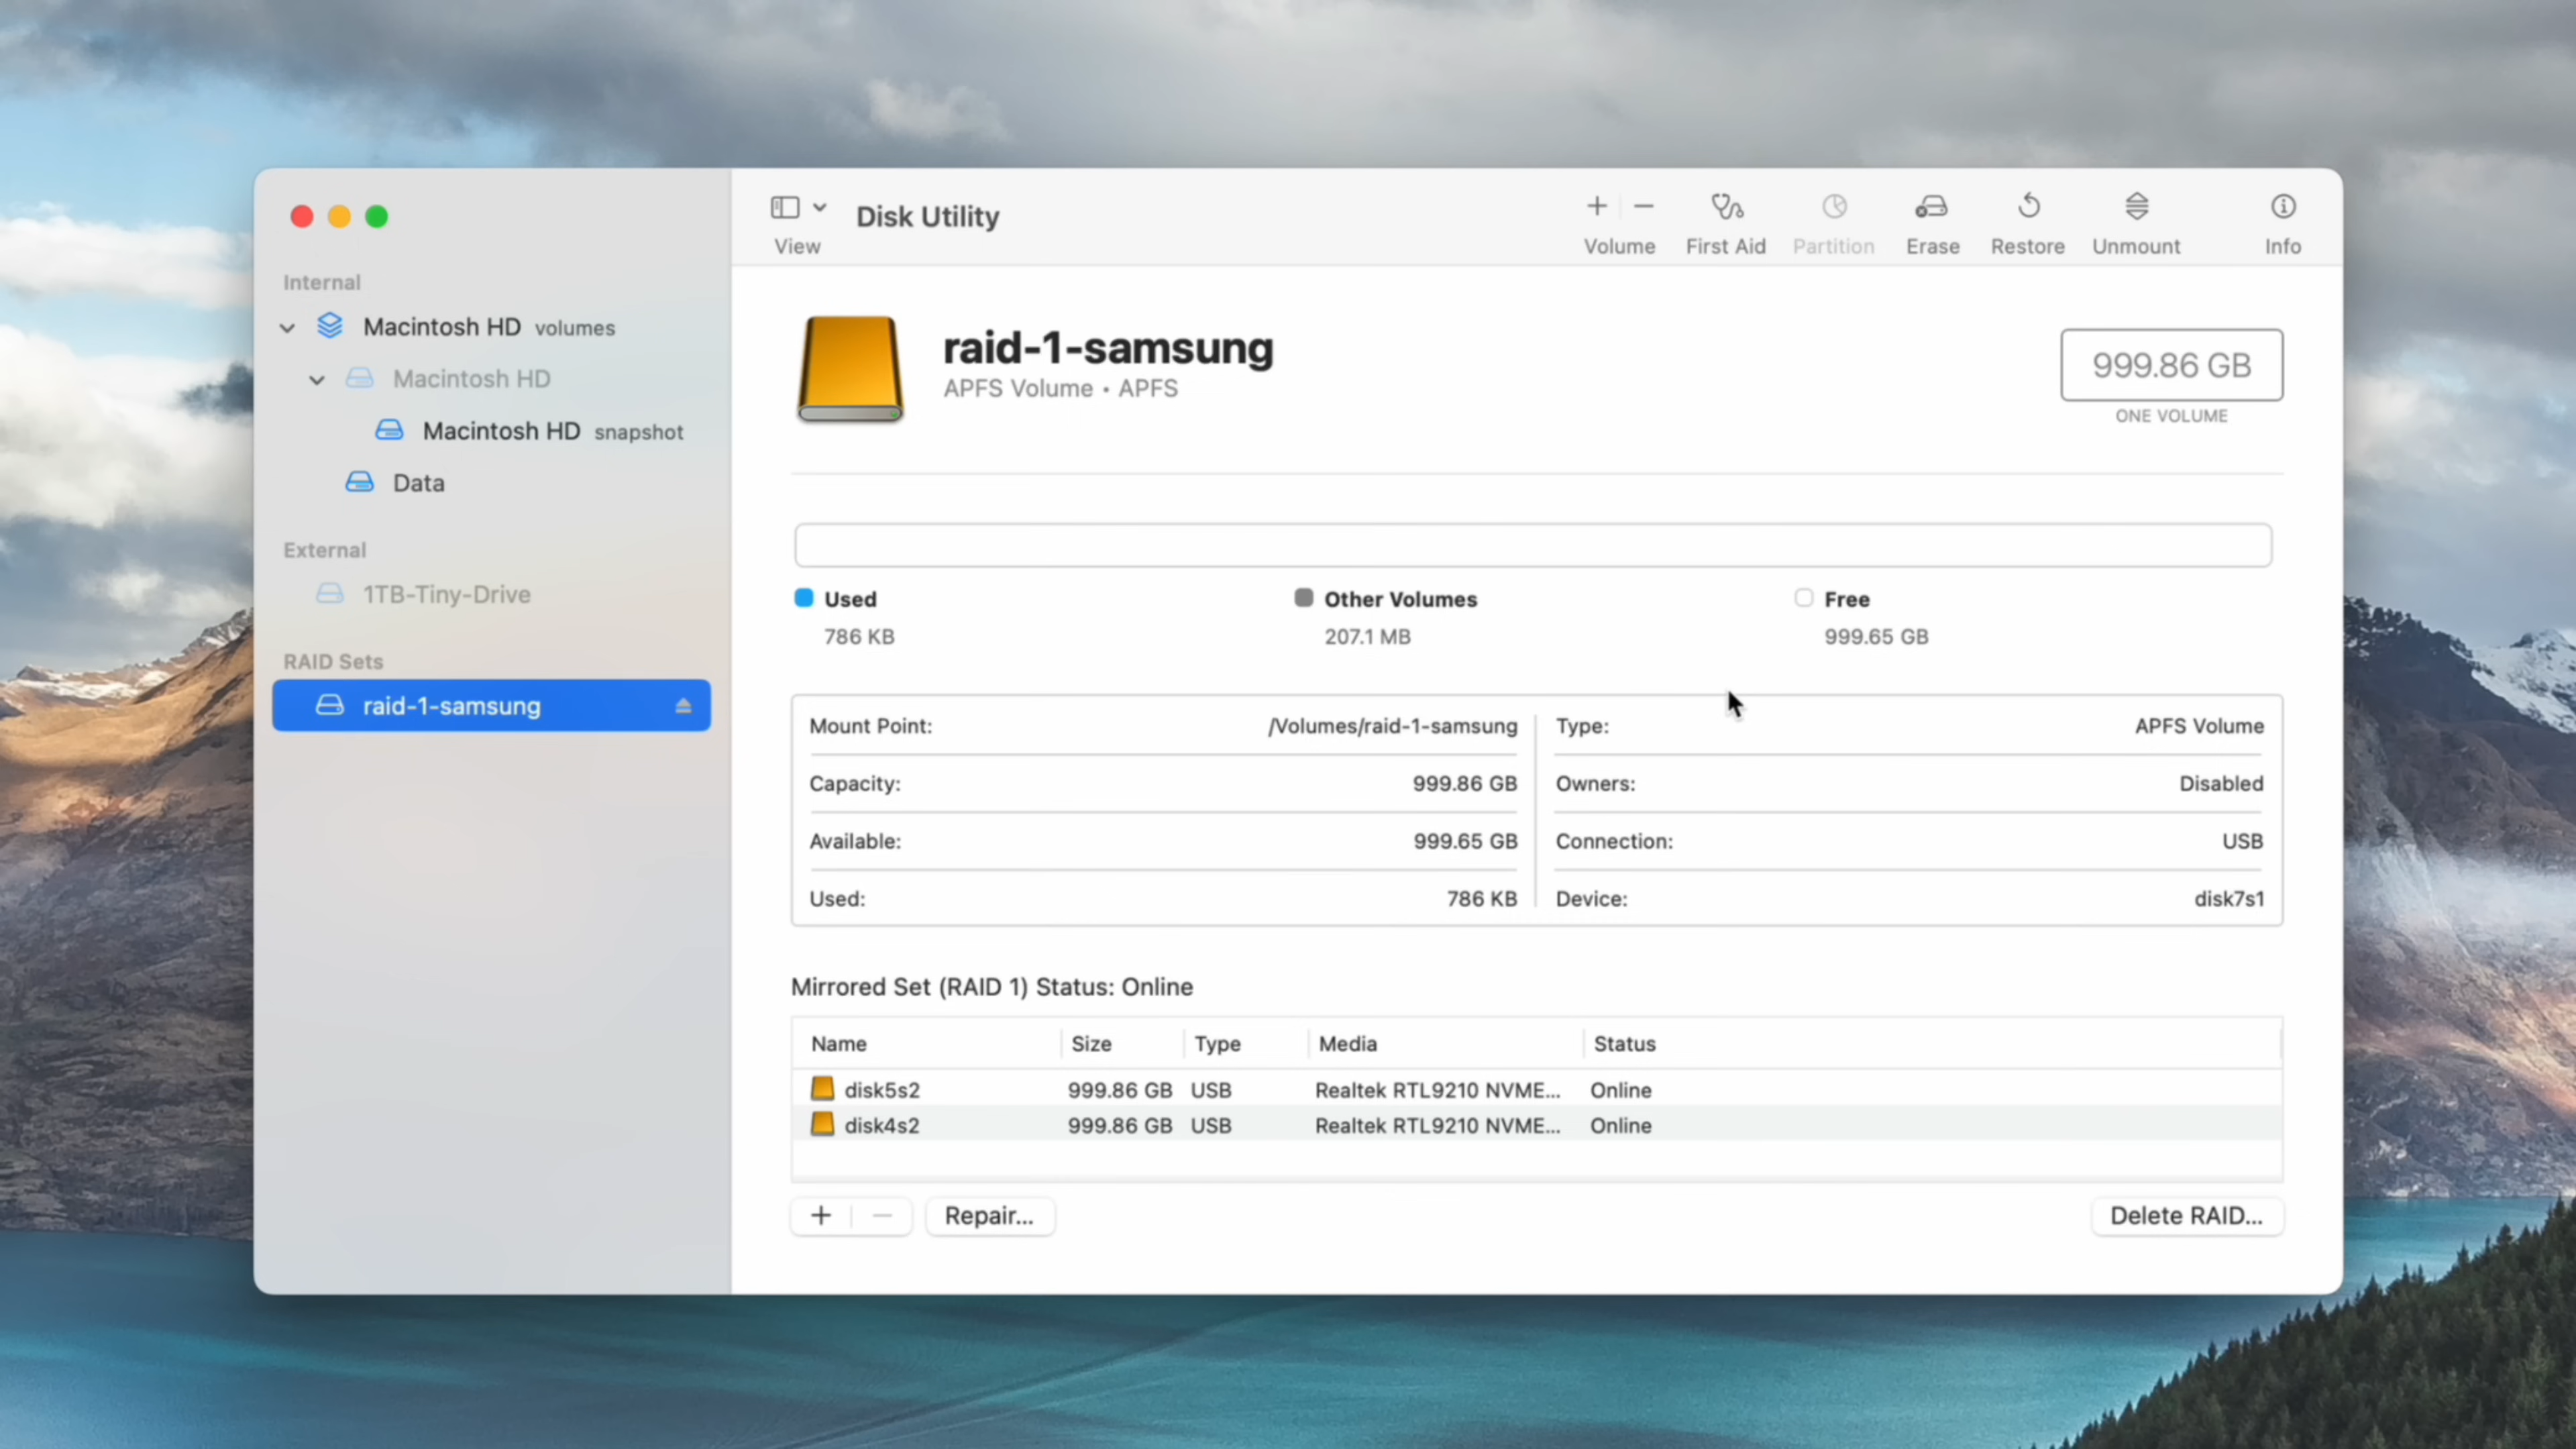 Disk Utility
View
Volume
First Aid
Partition
Erase
Restore
Unmount
Info
Internal
Macintosh HD volumes
Macintosh HD
Macintosh HD snapshot
Data
External
1TB-Tiny-Drive
RAID Sets
raid-1-samsung
raid-1-samsung
APFS Volume • APFS
999.86 GB
ONE VOLUME
Used
786 KB
Other Volumes
207.1 MB
Free
999.65 GB
Mount Point: /Volumes/raid-1-samsung
Capacity: 999.86 GB
Available: 999.65 GB
Used: 786 KB
Type: APFS Volume
Owners: Disabled
Connection: USB
Device: disk7s1
Mirrored Set (RAID 1) Status: Online
Name Size Type Media Status
disk5s2 999.86 GB USB Realtek RTL9210 NVME... Online
disk4s2 999.86 GB USB Realtek RTL9210 NVME... Online
+ − Repair... Delete RAID...